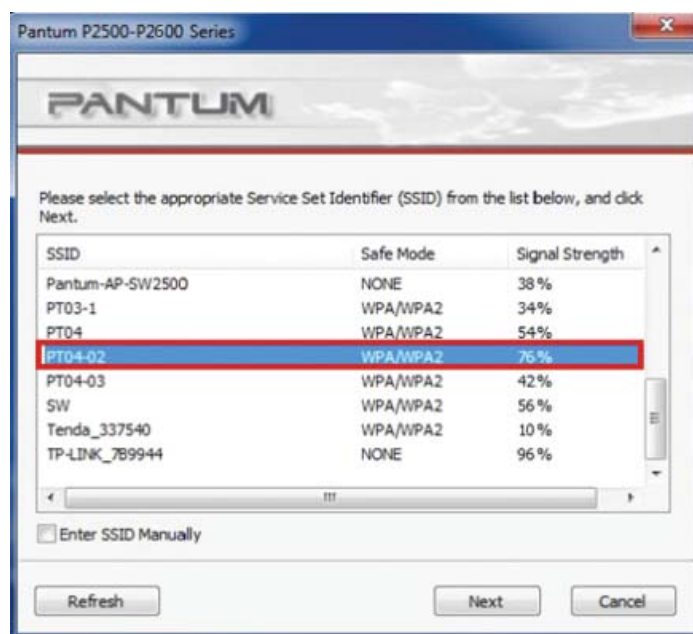 Pantum P2500-P2600 Series
PANTUM
Please select the appropriate Service Set Identifier (SSID) from the list below, and click
Next.
SSID Safe Mode Signal Strength
Pantum-AP-SW2500 NONE 38%
PT03-1 WPA/WPA2 34%
PT04 WPA/WPA2 54%
PT04-02 WPA/WPA2 76%
PT04-03 WPA/WPA2 42%
SW WPA/WPA2 56%
Tenda_337540 WPA/WPA2 10%
TP-LINK_7B9944 NONE 96%
Enter SSID Manually
Refresh Next Cancel